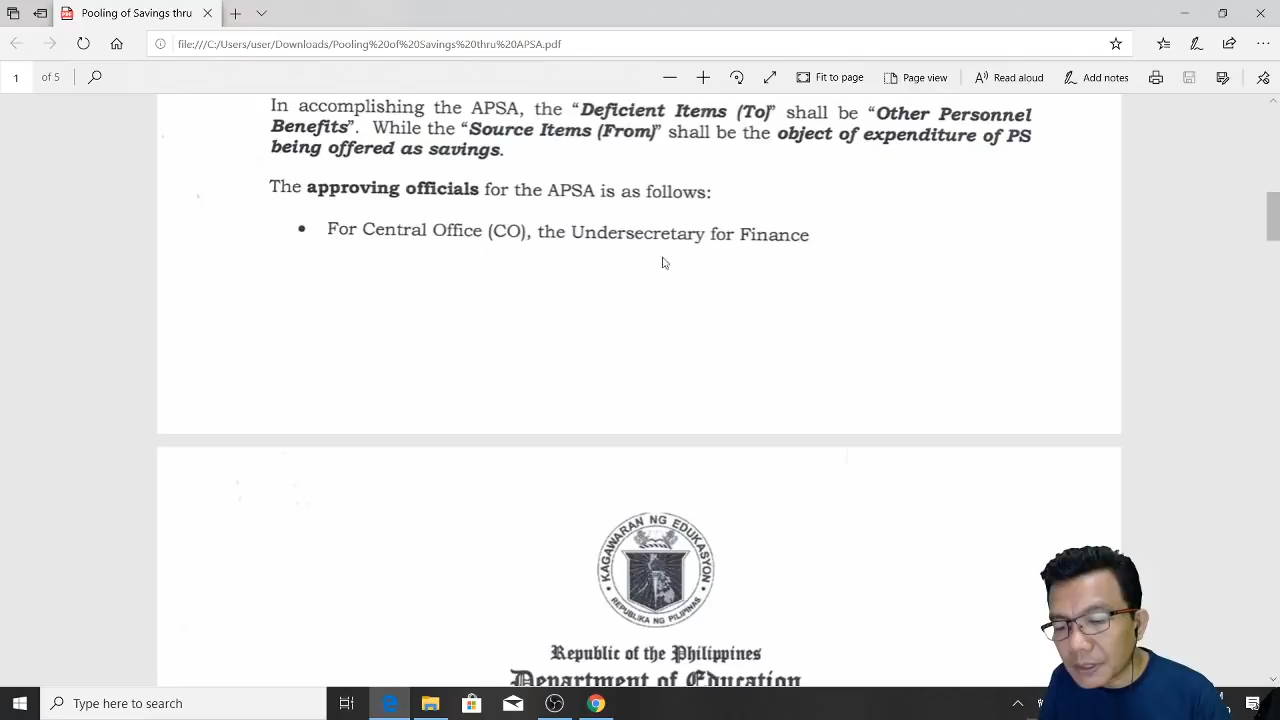 Pooling of Savings thru
file:///C:/Users/user/Downloads/Pooling%20of%20Savings%20thru%20APSA.pdf
1 of 5
Fit to page
Page view
Read aloud
Add notes
In accomplishing the APSA, the “Deficient Items (To)” shall be “Other Personnel
Benefits”. While the “Source Items (From)” shall be the object of expenditure of PS
being offered as savings.
The approving officials for the APSA is as follows:
• For Central Office (CO), the Undersecretary for Finance
KAGAWARAN NG EDUKASYON
REPUBLIKA NG PILIPINAS
Republic of the Philippines
Department of Education
Type here to search